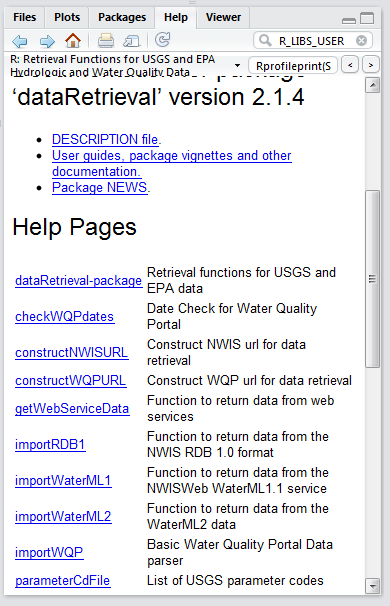 Files Plots Packages Help Viewer
R_LIBS_USER
R: Retrieval Functions for USGS and EPA
Hydrologic and Water Quality Data
Rprofileprint(S
package
‘dataRetrieval’ version 2.1.4
DESCRIPTION file.
User guides, package vignettes and other
documentation.
Package NEWS.
Help Pages
dataRetrieval-package Retrieval functions for USGS and
EPA data
checkWQPdates Date Check for Water Quality
Portal
constructNWISURL Construct NWIS url for data
retrieval
constructWQPURL Construct WQP url for data retrieval
getWebServiceData Function to return data from web
services
importRDB1 Function to return data from the
NWIS RDB 1.0 format
importWaterML1 Function to return data from the
NWISWeb WaterML1.1 service
importWaterML2 Function to return data from the
WaterML2 data
importWQP Basic Water Quality Portal Data
parser
parameterCdFile List of USGS parameter codes